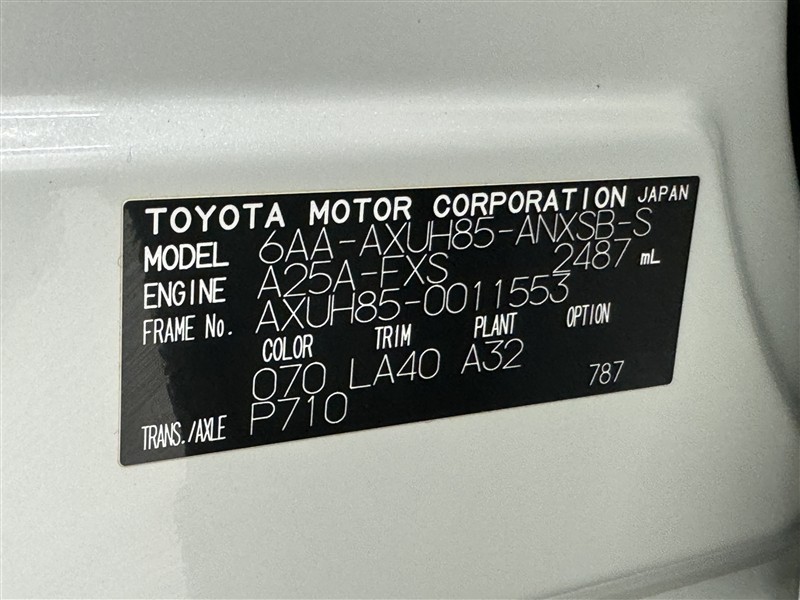 TOYOTA MOTOR CORPORATION JAPAN
MODEL 6AA-AXUH85-ANXSB-S
ENGINE A25A-FXS 2487 mL
FRAME No. AXUH85-0011553
COLOR TRIM PLANT OPTION
070 LA40 A32 787
TRANS./AXLE P710